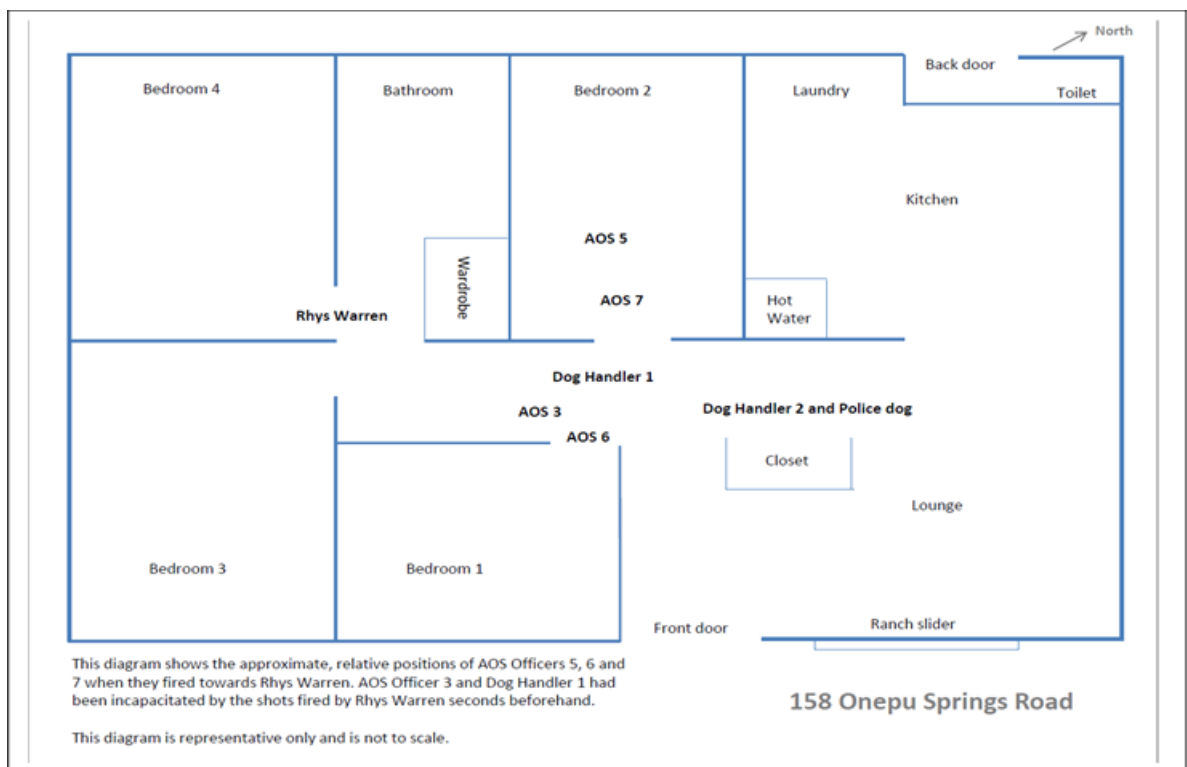 North
Back door
Bedroom 4
Bathroom
Bedroom 2
Laundry
Toilet
Kitchen
AOS 5
Wardrobe
AOS 7
Hot
Water
Rhys Warren
Dog Handler 1
AOS 3
Dog Handler 2 and Police dog
AOS 6
Closet
Lounge
Bedroom 3
Bedroom 1
Front door
Ranch slider
This diagram shows the approximate, relative positions of AOS Officers 5, 6 and
7 when they fired towards Rhys Warren. AOS Officer 3 and Dog Handler 1 had
been incapacitated by the shots fired by Rhys Warren seconds beforehand.
158 Onepu Springs Road
This diagram is representative only and is not to scale.